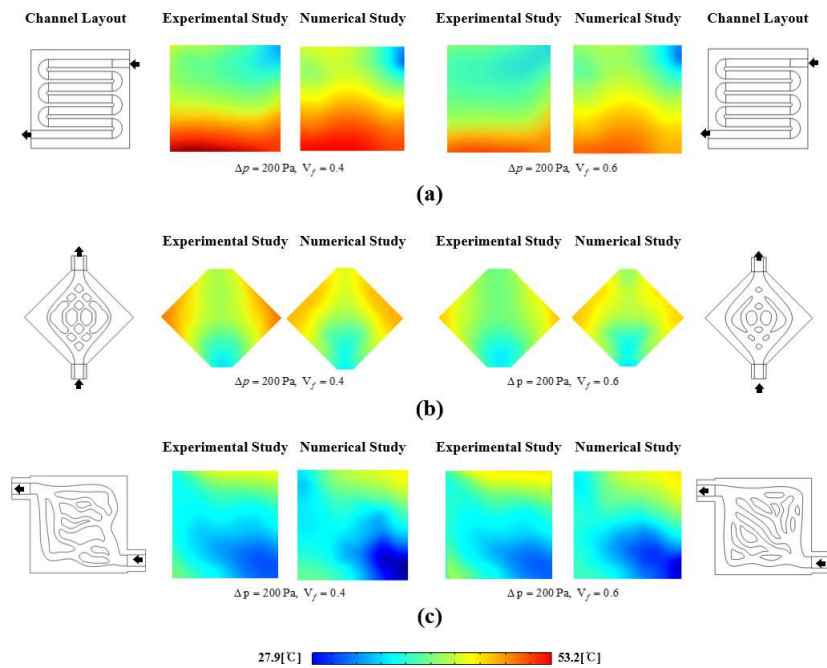 Channel Layout Experimental Study Numerical Study Experimental Study Numerical Study Channel Layout
Δp = 200 Pa, V_f = 0.4 Δp = 200 Pa, V_f = 0.6
(a)
Experimental Study Numerical Study Experimental Study Numerical Study
Δp = 200 Pa, V_f = 0.4 Δ p = 200 Pa, V_f = 0.6
(b)
Experimental Study Numerical Study Experimental Study Numerical Study
Δ p = 200 Pa, V_f = 0.4 Δ p = 200 Pa, V_f = 0.6
(c)
27.9[℃] 53.2[℃]